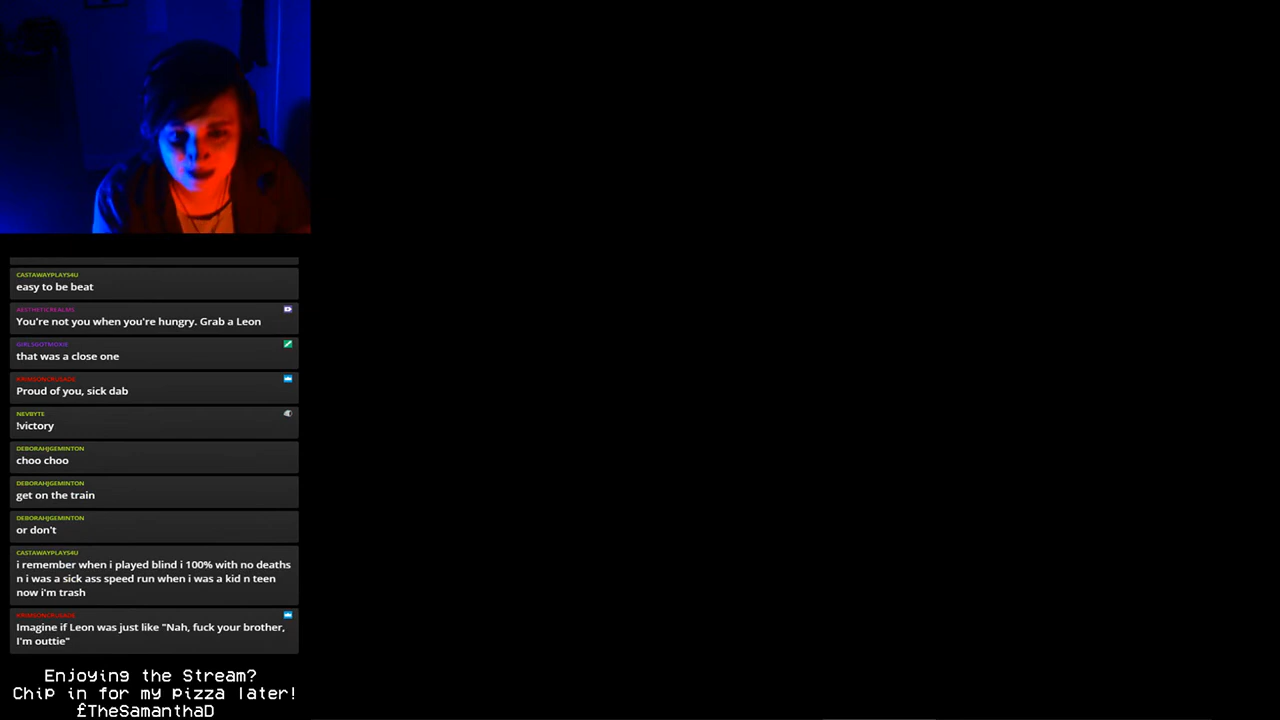 CASTAWAYPLAYS4U
easy to be beat
AESTHETICREALMS
You're not you when you're hungry. Grab a Leon
GIRLSGOTMOXIE
that was a close one
Proud of you, sick dab
NEVBYTE
!victory
DEBORAHJGEMINTON
choo choo
DEBORAHJGEMINTON
get on the train
DEBORAHJGEMINTON
or don't
CASTAWAYPLAYS4U
i remember when i played blind i 100% with no deaths
n i was a sick ass speed run when i was a kid n teen
now i'm trash
Imagine if Leon was just like "Nah, fuck your brother,
I'm outtie"
Enjoying the Stream?
Chip in for my pizza later!
£TheSamanthaD